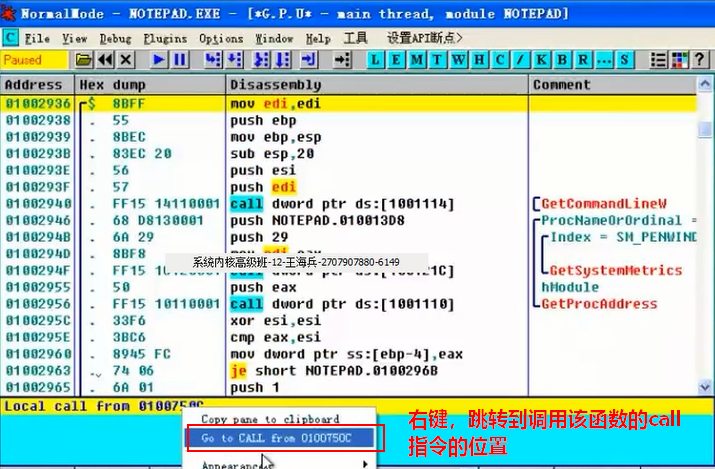 NormalMode - NOTEPAD.EXE - [*G.P.U* - main thread, module NOTEPAD]
C File View Debug Plugins Options Window Help 工具 设置API断点>
Paused L E M T W H C / K B R ... S ?
Address Hex dump Disassembly Comment
01002936 $ 8BFF mov edi,edi
01002938 . 55 push ebp
01002939 . 8BEC mov ebp,esp
0100293B . 83EC 20 sub esp,20
0100293E . 56 push esi
0100293F . 57 push edi
01002940 . FF15 14110001 call dword ptr ds:[1001114] GetCommandLineW
01002946 . 68 D8130001 push NOTEPAD.010013D8 ProcNameOrOrdinal =
0100294B . 6A 29 push 29 Index = SM_PENWIND
0100294D . 8BF8
系统内核高级班-12-王海兵-2707907880-6149
0100294F . FF15 call GetSystemMetrics
01002955 . 50 push eax hModule
01002956 . FF15 10110001 call dword ptr ds:[1001110] GetProcAddress
0100295C . 33F6 xor esi,esi
0100295E . 3BC6 cmp eax,esi
01002960 . 8945 FC mov dword ptr ss:[ebp-4],eax
01002963 . 74 06 je short NOTEPAD.0100296B
01002965 . 6A 01 push 1
Local call from 0100750C
Copy pane to clipboard
Go to CALL from 0100750C
Appearance
右键，跳转到调用该函数的call
指令的位置